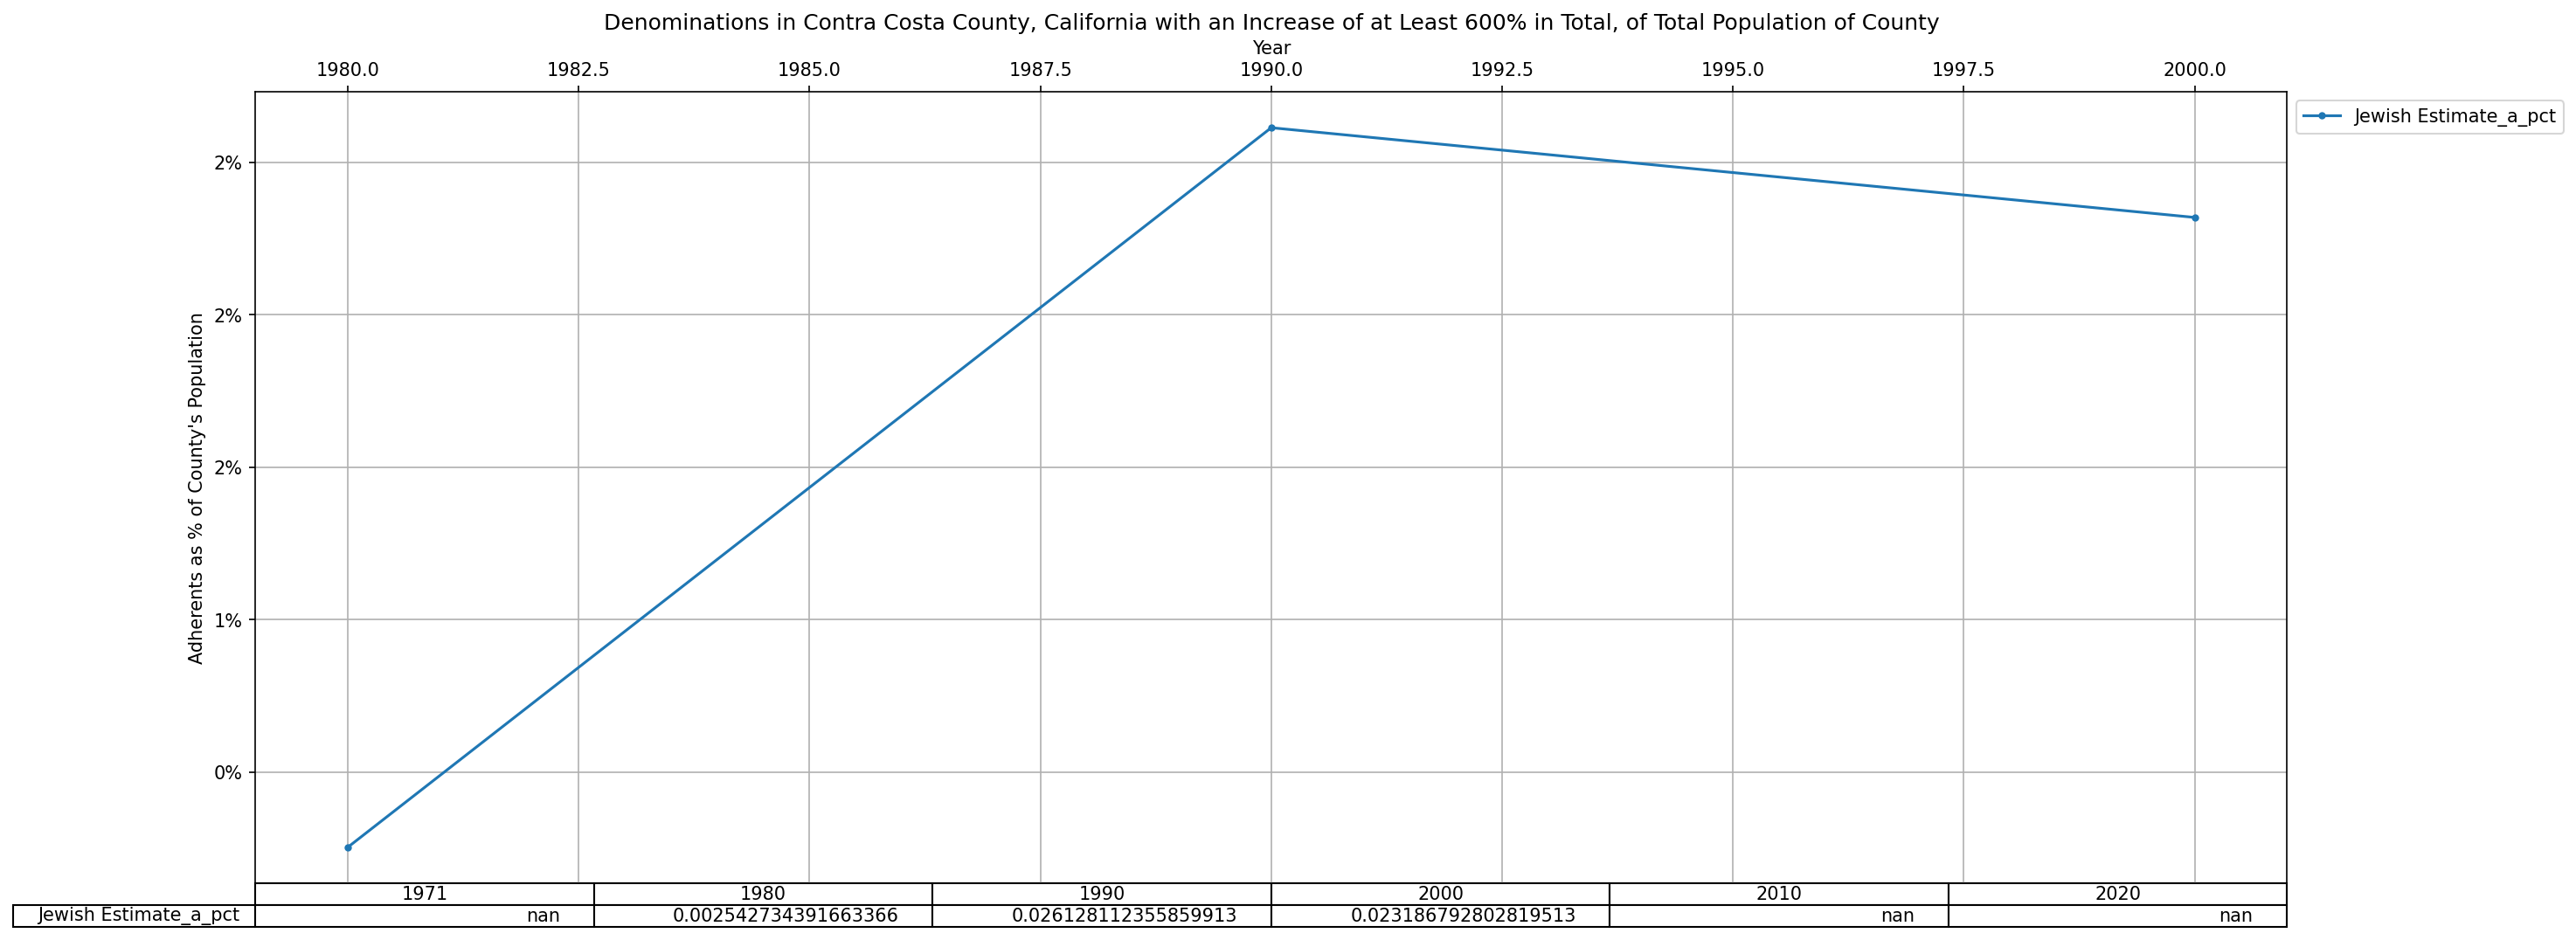 Denominations in Contra Costa County, California with an Increase of at Least 600% in Total, of Total Population of County
Year
1980.0 1982.5 1985.0 1987.5 1990.0 1992.5 1995.0 1997.5 2000.0
Jewish Estimate_a_pct
2%
2%
2%
1%
0%
Adherents as % of County's Population
1971 1980 1990 2000 2010 2020
Jewish Estimate_a_pct nan 0.002542734391663366 0.0261281123558599​13 0.023186792802819513 nan nan